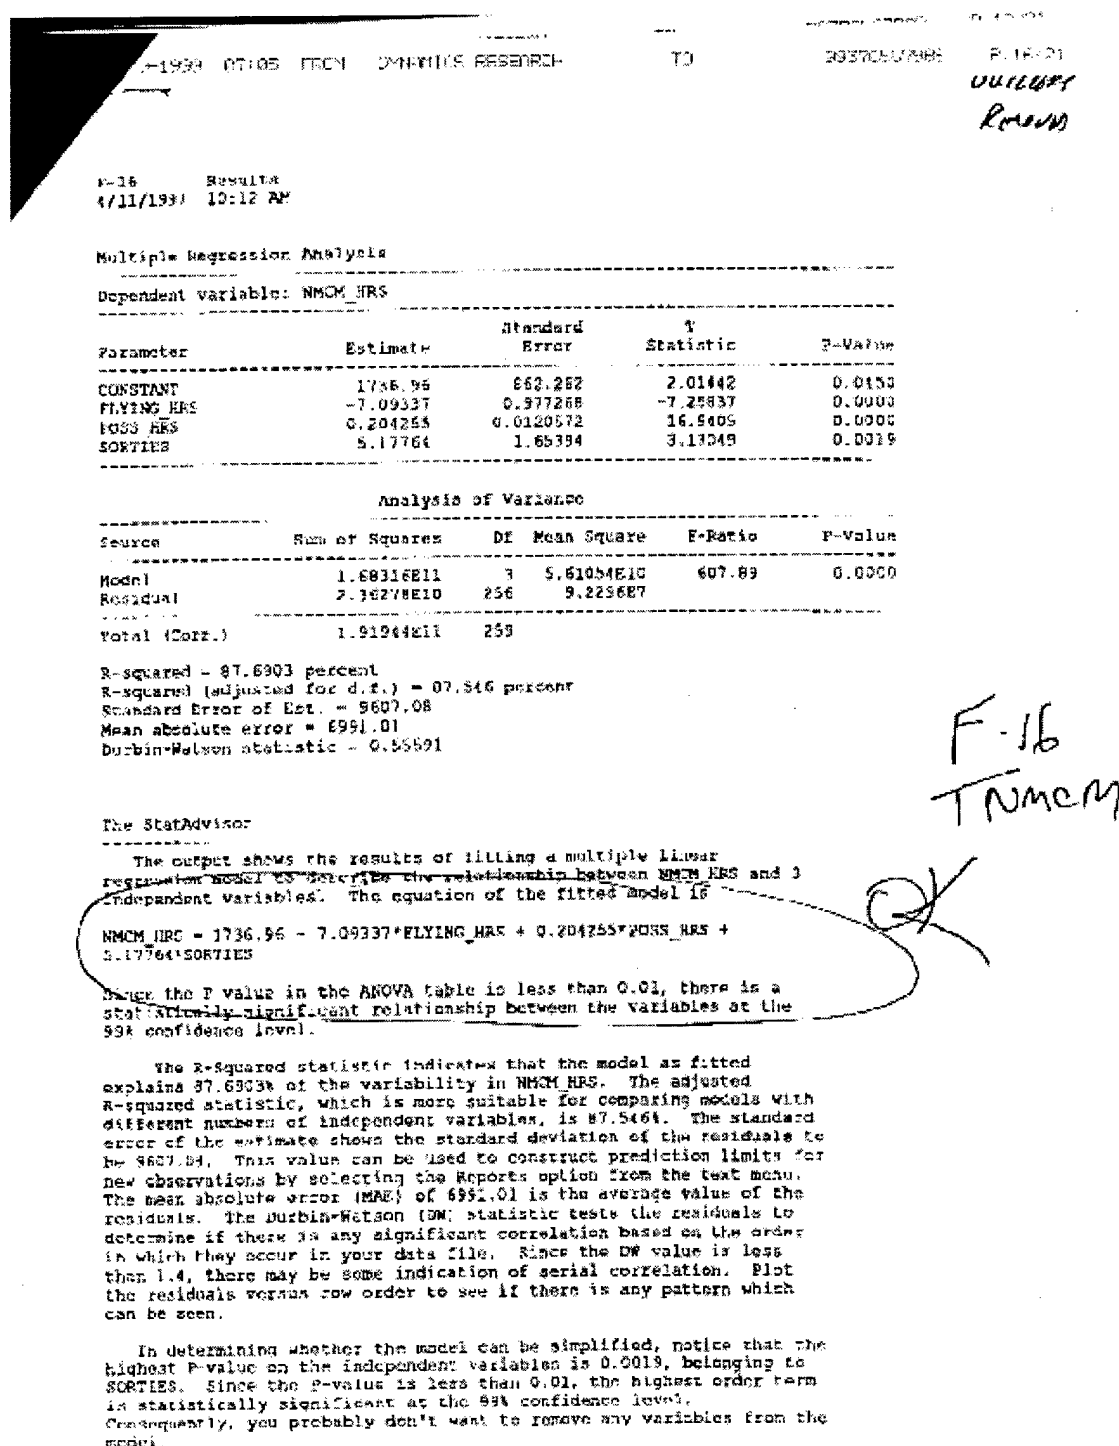 -1999 07:05 FROM DYNAMICS RESEARCH TO P.16/21
Outliers
Removed
F-16 Results
10:12 AM
Multiple Regression Analysis
Dependent variable: NMCM_HRS
Standard T
Parameter Estimate Error Statistic P-Value
CONSTANT 1736.96 862.262 2.01442 0.0450
FLYING_HRS -7.09337 0.977268 -7.25837 0.0000
POSS_HRS 0.204255 0.0120572 16.9405 0.0000
SORTIES 5.17764 1.65394 3.13049 0.0019
Analysis of Variance
Source Sum of Squares Df Mean Square F-Ratio P-Value
Model 1.68316E11 3 5.61054E10 607.89 0.0000
Residual 2.36278E10 256 9.2296E7
Total (Corr.) 1.91944E11 259
R-squared = 87.6903 percent
R-squared (adjusted for d.f.) = 87.546 percent
Standard Error of Est. = 9607.08
Mean absolute error = 6991.01
Durbin-Watson statistic = 0.55591
F-16
TNMCM
OK
The StatAdvisor
The output shows the results of fitting a multiple linear
regression model to describe the relationship between NMCM_HRS and 3
independent variables. The equation of the fitted model is
NMCM_HRS = 1736.96 - 7.09337*FLYING_HRS + 0.204255*POSS_HRS +
5.17764*SORTIES
Since the P value in the ANOVA table is less than 0.01, there is a
statistically significant relationship between the variables at the
99% confidence level.
The R-Squared statistic indicates that the model as fitted
explains 87.6903% of the variability in NMCM_HRS. The adjusted
R-squared statistic, which is more suitable for comparing models with
different numbers of independent variables, is 87.546%. The standard
error of the estimate shows the standard deviation of the residuals to
be 9607.08. This value can be used to construct prediction limits for
new observations by selecting the Reports option from the text menu.
The mean absolute error (MAE) of 6991.01 is the average value of the
residuals. The Durbin-Watson (DW) statistic tests the residuals to
determine if there is any significant correlation based on the order
in which they occur in your data file. Since the DW value is less
than 1.4, there may be some indication of serial correlation. Plot
the residuals versus row order to see if there is any pattern which
can be seen.
In determining whether the model can be simplified, notice that the
highest P-value on the independent variables is 0.0019, belonging to
SORTIES. Since the P-value is less than 0.01, the highest order term
is statistically significant at the 99% confidence level.
Consequently, you probably don't want to remove any variables from the
model.